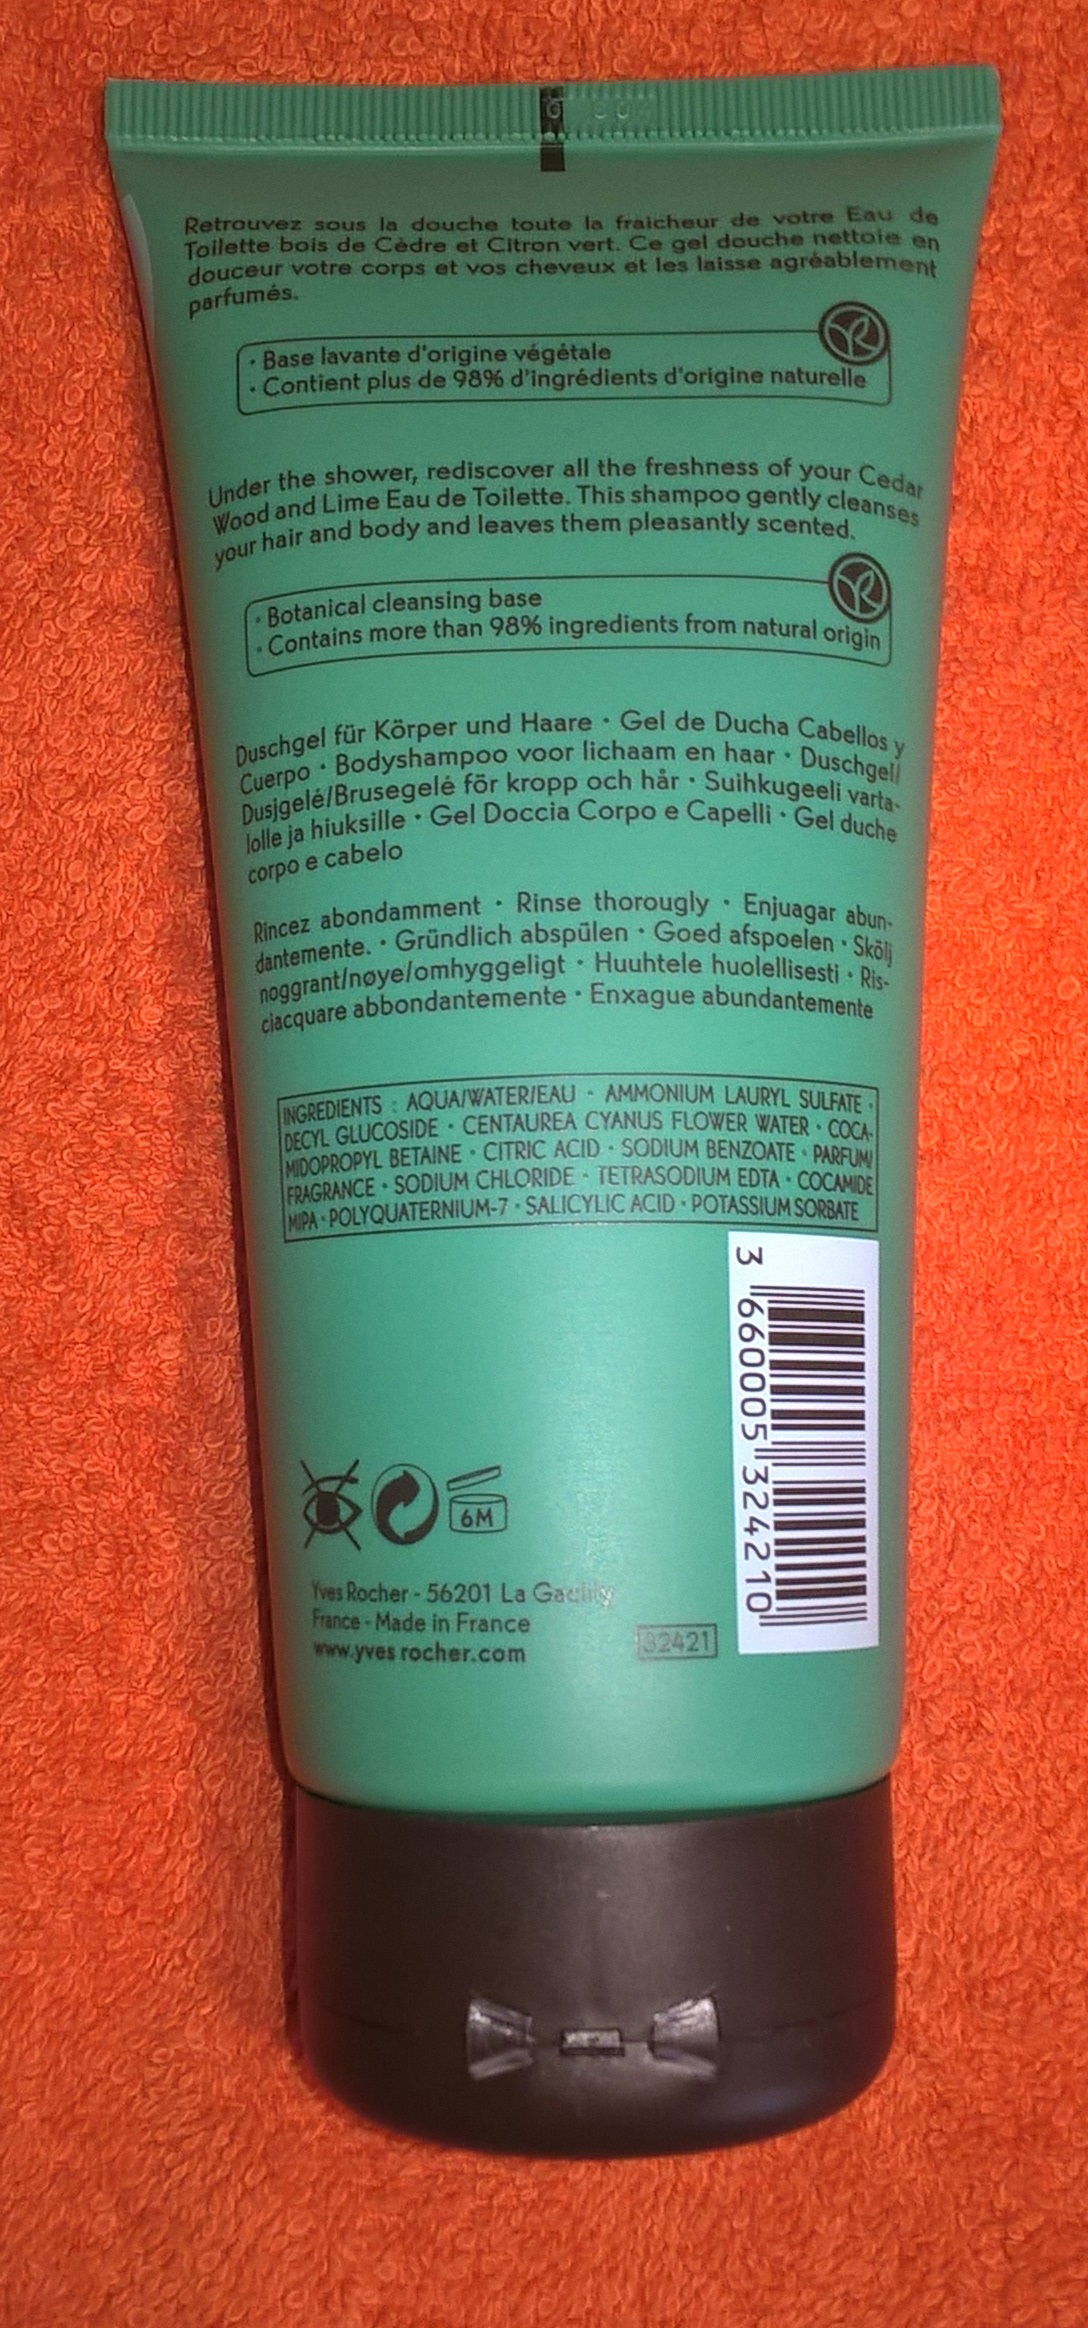 Retrouvez sous la douche toute la fraîcheur de votre Eau de
Toilette bois de Cèdre et Citron vert. Ce gel douche nettoie en
douceur votre corps et vos cheveux et les laisse agréablement
parfumés.
• Base lavante d'origine végétale
• Contient plus de 98% d'ingrédients d'origine naturelle
Under the shower, rediscover all the freshness of your Cedar
Wood and Lime Eau de Toilette. This shampoo gently cleanses
your hair and body and leaves them pleasantly scented.
• Botanical cleansing base
• Contains more than 98% ingredients from natural origin
Duschgel für Körper und Haare • Gel de Ducha Cabellos y
Cuerpo • Bodyshampoo voor lichaam en haar • Duschgel/
Dusjgelé/Brusegelé för kropp och hår • Suihkugeeli varta-
lolle ja hiuksille • Gel Doccia Corpo e Capelli • Gel duche
corpo e cabelo
Rincez abondamment • Rinse thorougly • Enjuagar abun-
dantemente. • Gründlich abspülen • Goed afspoelen • Skölj
noggrant/nøye/omhyggeligt • Huuhtele huolellisesti • Ris-
ciacquare abbondantemente • Enxague abundantemente
INGREDIENTS : AQUA/WATER/EAU • AMMONIUM LAURYL SULFATE •
DECYL GLUCOSIDE • CENTAUREA CYANUS FLOWER WATER • COCA-
MIDOPROPYL BETAINE • CITRIC ACID • SODIUM BENZOATE • PARFUM/
FRAGRANCE • SODIUM CHLORIDE • TETRASODIUM EDTA • COCAMIDE
MIPA • POLYQUATERNIUM-7 • SALICYLIC ACID • POTASSIUM SORBATE
3 660005 324210
6M
Yves Rocher - 56201 La Gacilly
France - Made in France
www.yves rocher.com
32421